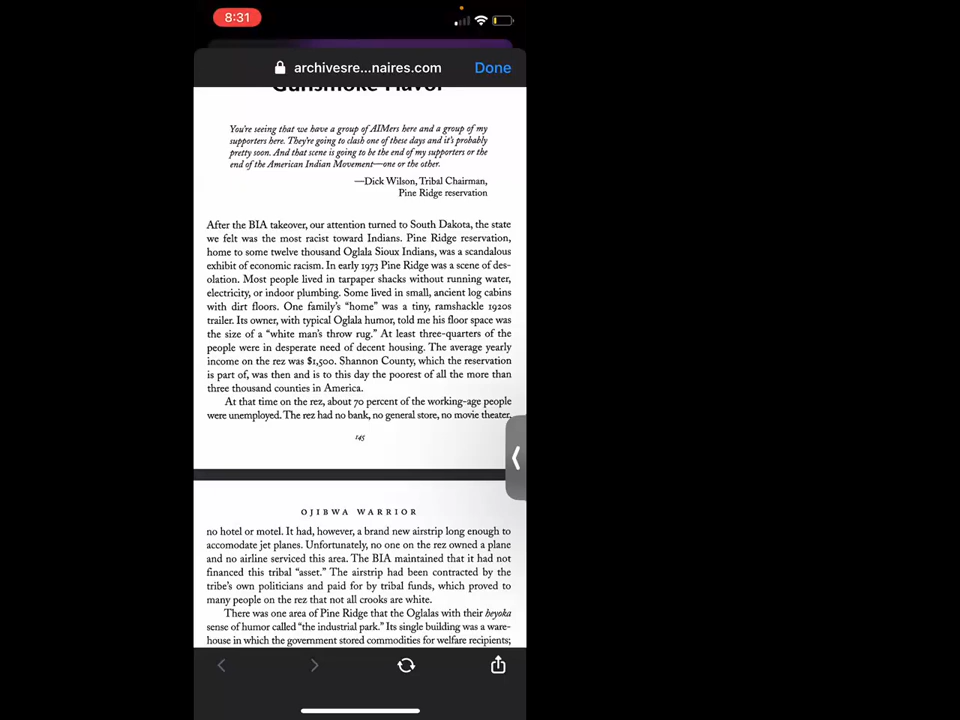 8:31
archivesre...naires.com
Done
Gunsmoke Flavor
You're seeing that we have a group of AIMers here and a group of my
supporters here. They're going to clash one of these days and it's probably
pretty soon. And that scene is going to be the end of my supporters or the
end of the American Indian Movement—one or the other.
—Dick Wilson, Tribal Chairman,
Pine Ridge reservation
After the BIA takeover, our attention turned to South Dakota, the state
we felt was the most racist toward Indians. Pine Ridge reservation,
home to some twelve thousand Oglala Sioux Indians, was a scandalous
exhibit of economic racism. In early 1973 Pine Ridge was a scene of des-
olation. Most people lived in tarpaper shacks without running water,
electricity, or indoor plumbing. Some lived in small, ancient log cabins
with dirt floors. One family's "home" was a tiny, ramshackle 1920s
trailer. Its owner, with typical Oglala humor, told me his floor space was
the size of a "white man's throw rug." At least three-quarters of the
people were in desperate need of decent housing. The average yearly
income on the rez was $1,500. Shannon County, which the reservation
is part of, was then and is to this day the poorest of all the more than
three thousand counties in America.
At that time on the rez, about 70 percent of the working-age people
were unemployed. The rez had no bank, no general store, no movie theater,
145
OJIBWA WARRIOR
no hotel or motel. It had, however, a brand new airstrip long enough to
accomodate jet planes. Unfortunately, no one on the rez owned a plane
and no airline serviced this area. The BIA maintained that it had not
financed this tribal "asset." The airstrip had been contracted by the
tribe's own politicians and paid for by tribal funds, which proved to
many people on the rez that not all crooks are white.
There was one area of Pine Ridge that the Oglalas with their heyoka
sense of humor called "the industrial park." Its single building was a ware-
house in which the government stored commodities for welfare recipients;